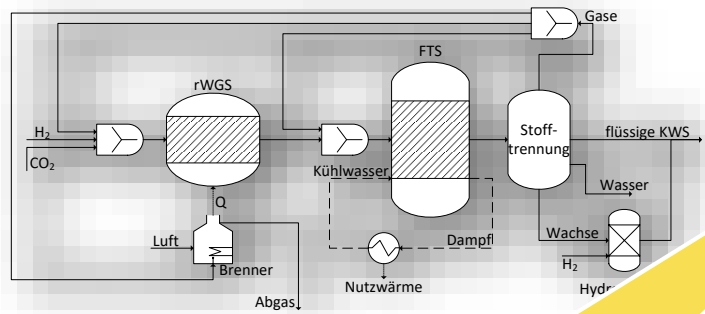 Gase
FTS
rWGS
H2
CO2
Stoff-
trennung
flüssige KWS
Kühlwasser
Wasser
Q
Luft
Brenner
Dampf
Wachse
H2
Nutzwärme
Abgas